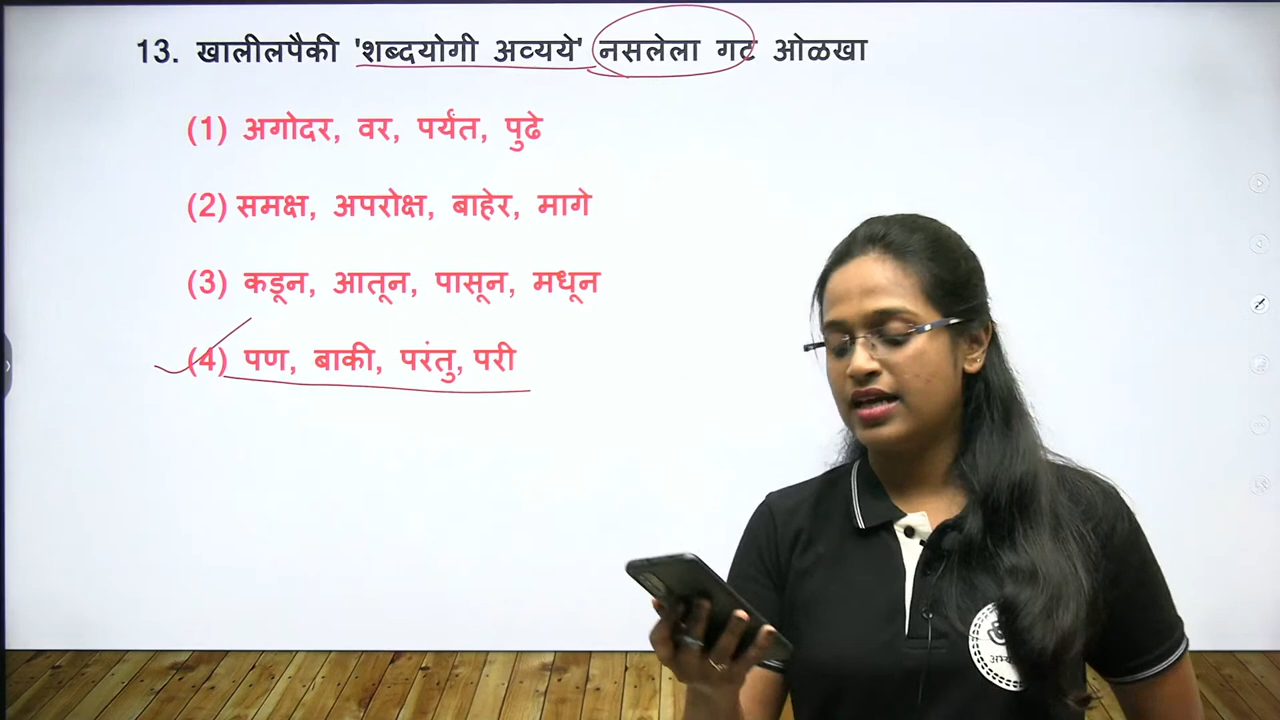 13. खालीलपैकी 'शब्दयोगी अव्यये' नसलेला गट ओळखा
(1) अगोदर, वर, पर्यंत, पुढे
(2) समक्ष, अपरोक्ष, बाहेर, मागे
(3) कडून, आतून, पासून, मधून
(4) पण, बाकी, परंतु, परी